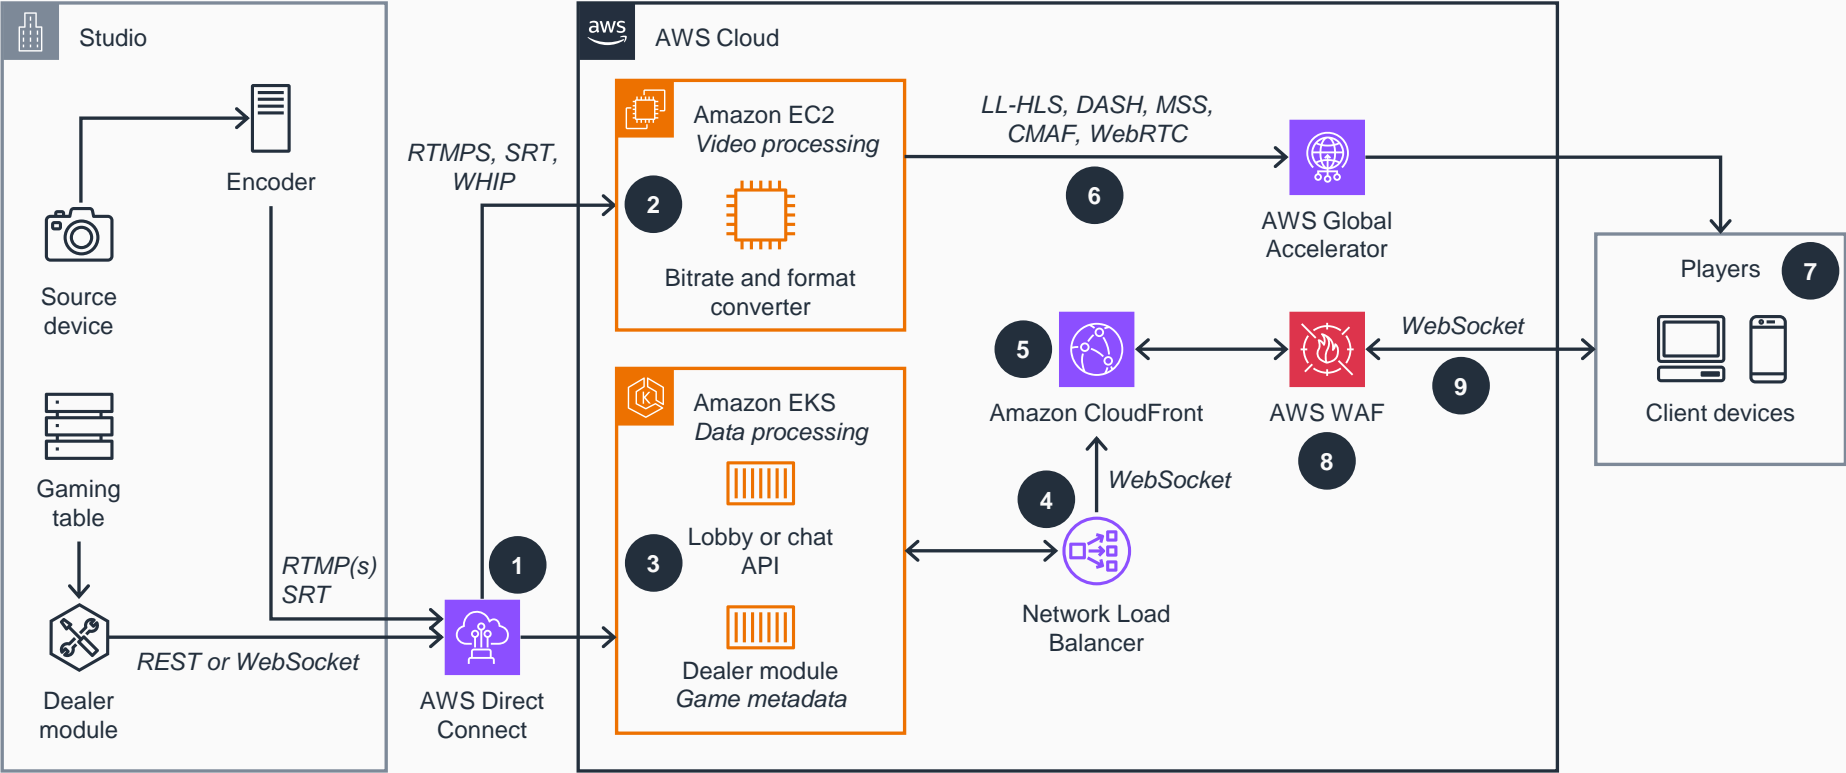 Studio
Encoder
Source
device
Gaming
table
Dealer
module
RTMP(s)
SRT
REST or WebSocket
RTMPS, SRT,
WHIP
1
AWS Direct
Connect
aws
AWS Cloud
Amazon EC2
Video processing
2
Bitrate and format
converter
Amazon EKS
Data processing
K
Lobby or chat
API
3
Dealer module
Game metadata
LL-HLS, DASH, MSS,
CMAF, WebRTC
6
AWS Global
Accelerator
5
Amazon CloudFront
AWS WAF
8
4
WebSocket
Network Load
Balancer
WebSocket
9
Players
7
Client devices